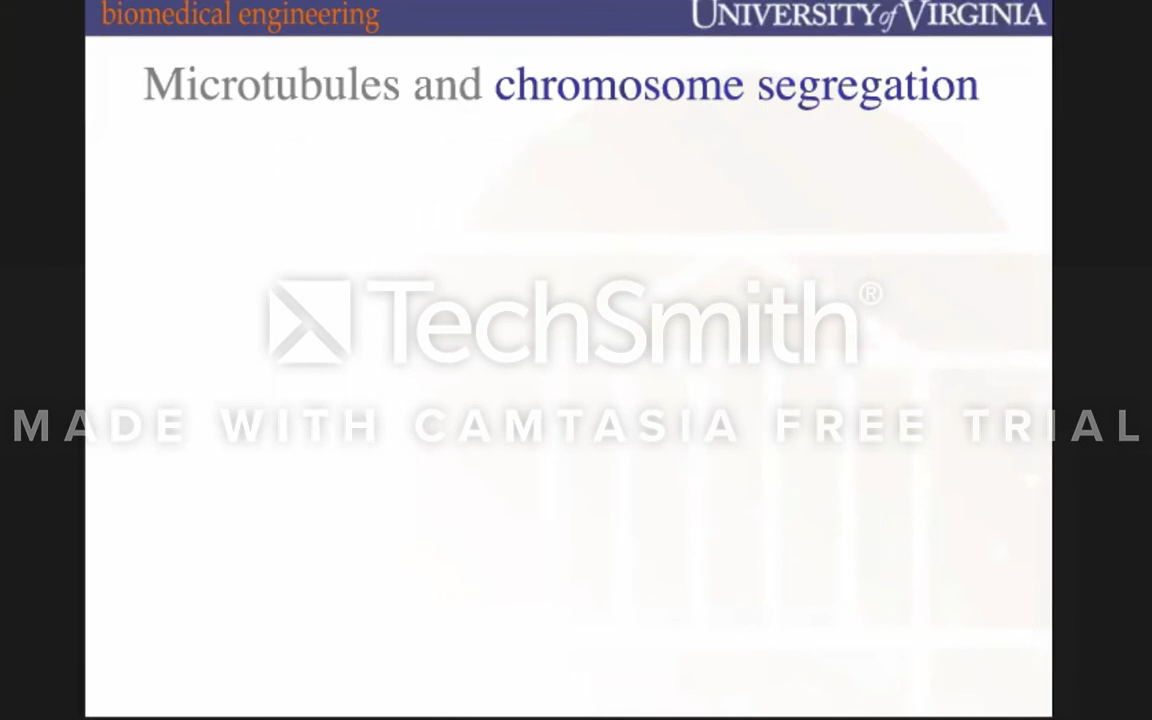 biomedical engineering
UNIVERSITY of VIRGINIA
Microtubules and chromosome segregation
TechSmith®
MADE WITH CAMTASIA FREE TRIAL